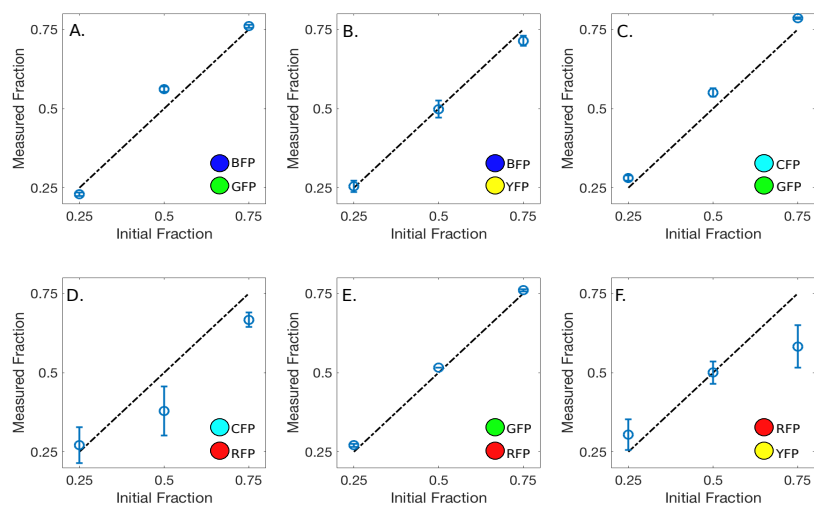 A.
Measured Fraction
0.75
0.5
0.25
BFP
GFP
0.25 0.5 0.75
Initial Fraction
B.
Measured Fraction
0.75
0.5
0.25
BFP
YFP
0.25 0.5 0.75
Initial Fraction
C.
Measured Fraction
0.75
0.5
0.25
CFP
GFP
0.25 0.5 0.75
Initial Fraction
D.
Measured Fraction
0.75
0.5
0.25
CFP
RFP
0.25 0.5 0.75
Initial Fraction
E.
Measured Fraction
0.75
0.5
0.25
GFP
RFP
0.25 0.5 0.75
Initial Fraction
F.
Measured Fraction
0.75
0.5
0.25
RFP
YFP
0.25 0.5 0.75
Initial Fraction